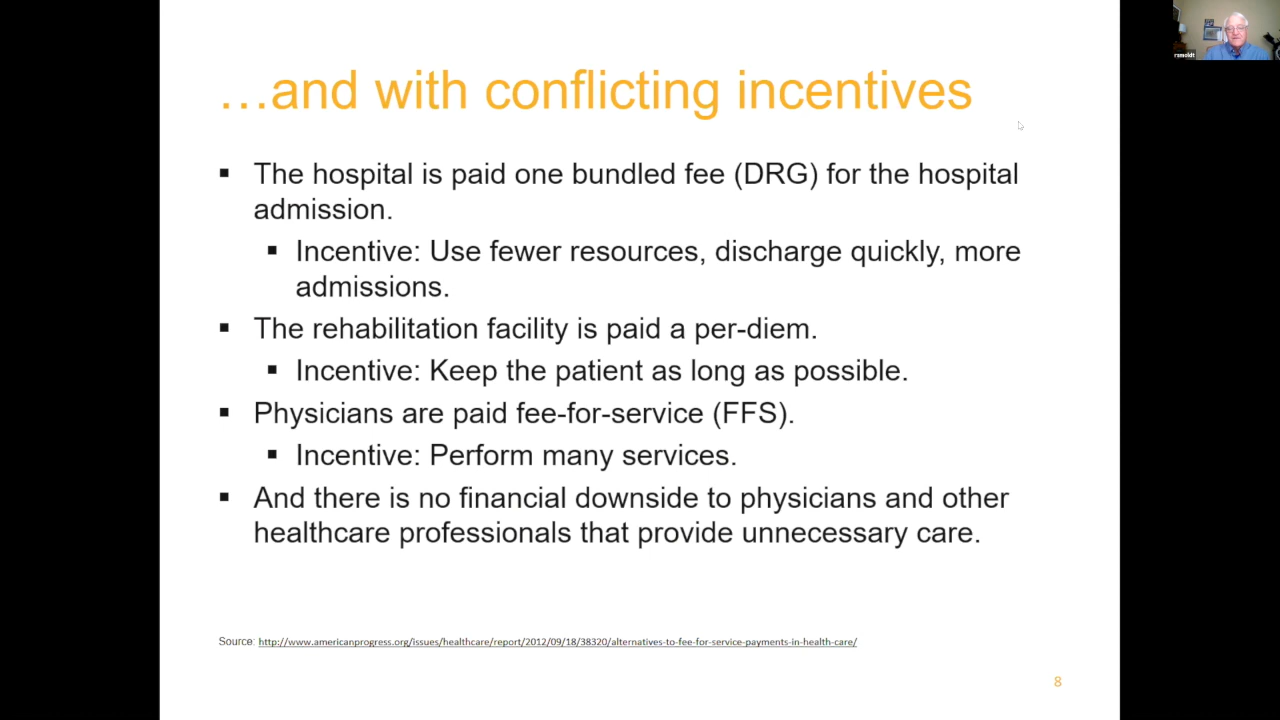 …and with conflicting incentives
▪ The hospital is paid one bundled fee (DRG) for the hospital
admission.
▪ Incentive: Use fewer resources, discharge quickly, more
admissions.
▪ The rehabilitation facility is paid a per-diem.
▪ Incentive: Keep the patient as long as possible.
▪ Physicians are paid fee-for-service (FFS).
▪ Incentive: Perform many services.
▪ And there is no financial downside to physicians and other
healthcare professionals that provide unnecessary care.
Source: http://www.americanprogress.org/issues/healthcare/report/2012/09/18/38320/alternatives-to-fee-for-service-payments-in-health-care/
8